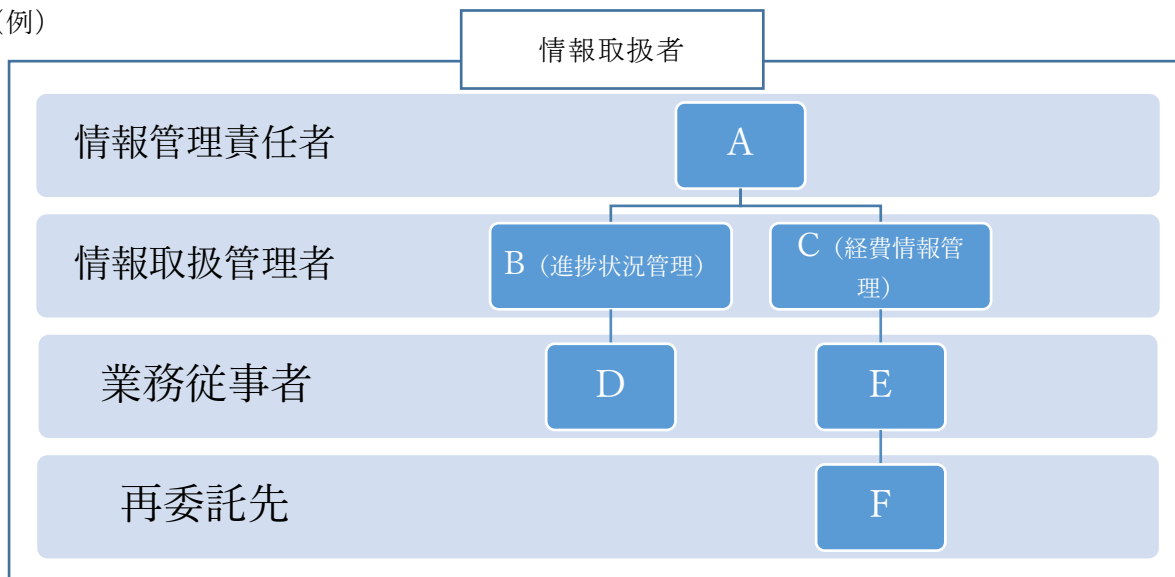 （例）
情報取扱者
情報管理責任者
A
情報取扱管理者
B（進捗状況管理）
C（経費情報管
理）
業務従事者
D
E
再委託先
F